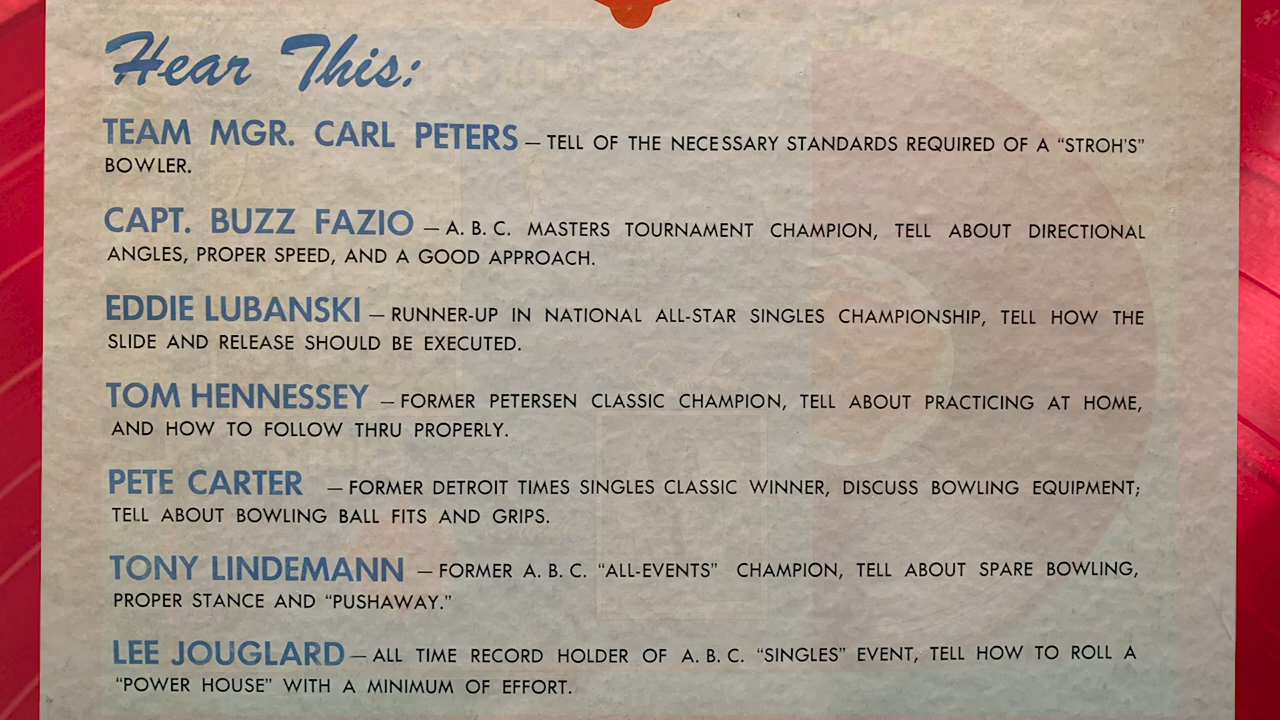 Hear This:
TEAM MGR. CARL PETERS — TELL OF THE NECESSARY STANDARDS REQUIRED OF A “STROH'S”
BOWLER.
CAPT. BUZZ FAZIO — A. B. C. MASTERS TOURNAMENT CHAMPION, TELL ABOUT DIRECTIONAL
ANGLES, PROPER SPEED, AND A GOOD APPROACH.
EDDIE LUBANSKI — RUNNER-UP IN NATIONAL ALL-STAR SINGLES CHAMPIONSHIP, TELL HOW THE
SLIDE AND RELEASE SHOULD BE EXECUTED.
TOM HENNESSEY — FORMER PETERSEN CLASSIC CHAMPION, TELL ABOUT PRACTICING AT HOME,
AND HOW TO FOLLOW THRU PROPERLY.
PETE CARTER — FORMER DETROIT TIMES SINGLES CLASSIC WINNER, DISCUSS BOWLING EQUIPMENT;
TELL ABOUT BOWLING BALL FITS AND GRIPS.
TONY LINDEMANN — FORMER A. B. C. “ALL-EVENTS” CHAMPION, TELL ABOUT SPARE BOWLING,
PROPER STANCE AND “PUSHAWAY.”
LEE JOUGLARD — ALL TIME RECORD HOLDER OF A. B. C. “SINGLES” EVENT, TELL HOW TO ROLL A
“POWER HOUSE” WITH A MINIMUM OF EFFORT.